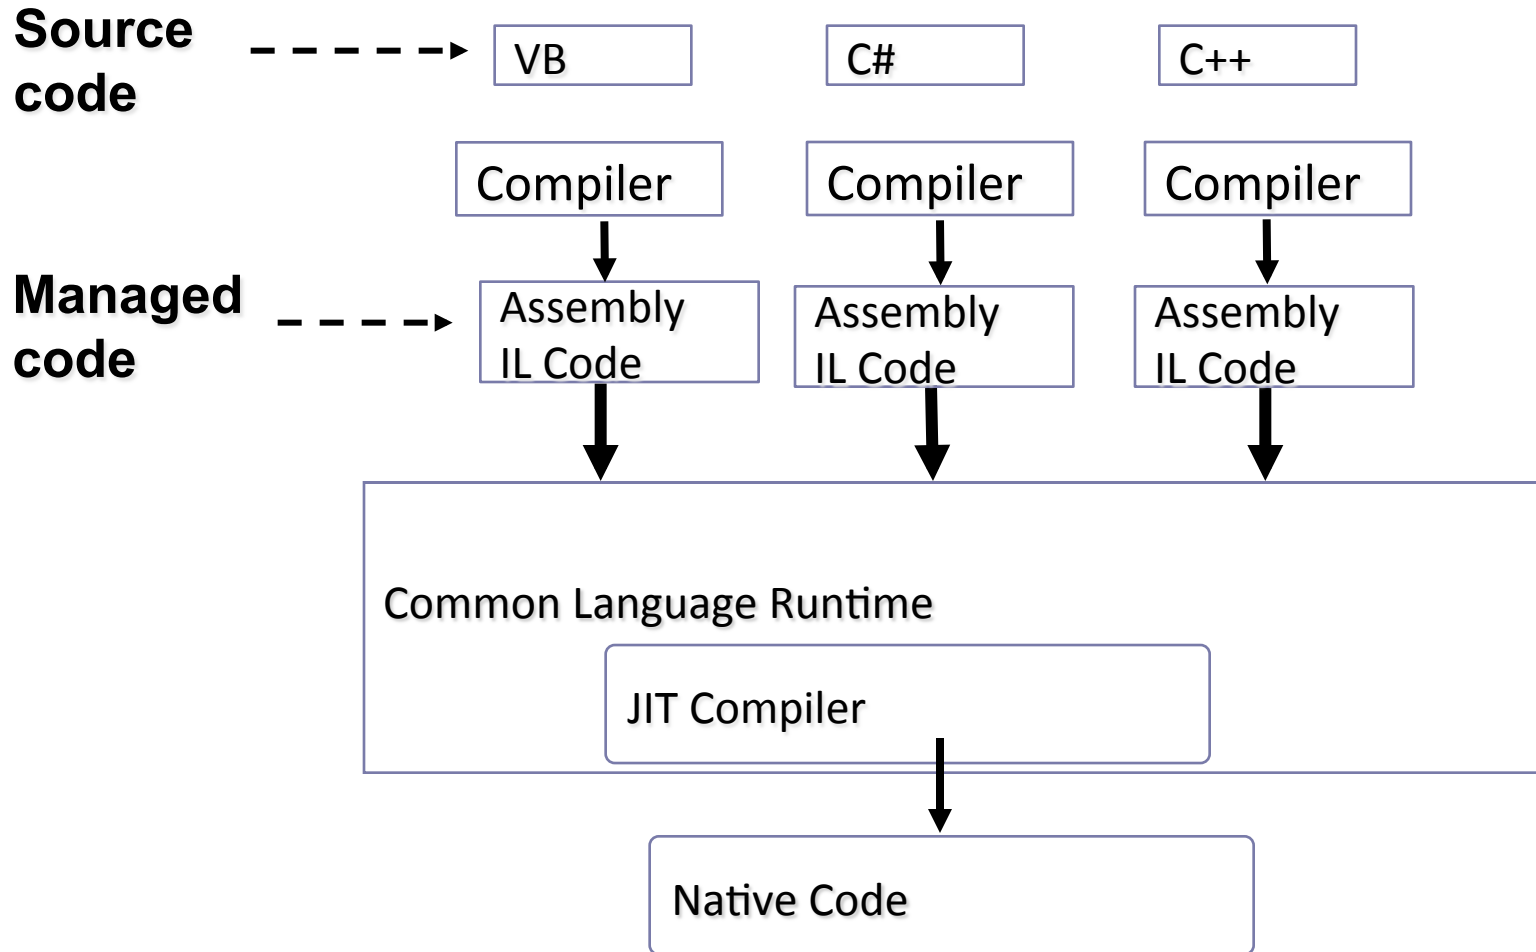 Source
code
VB
C#
C++
Compiler
Compiler
Compiler
Managed
code
Assembly
IL Code
Assembly
IL Code
Assembly
IL Code
Common Language Runtime
JIT Compiler
Native Code